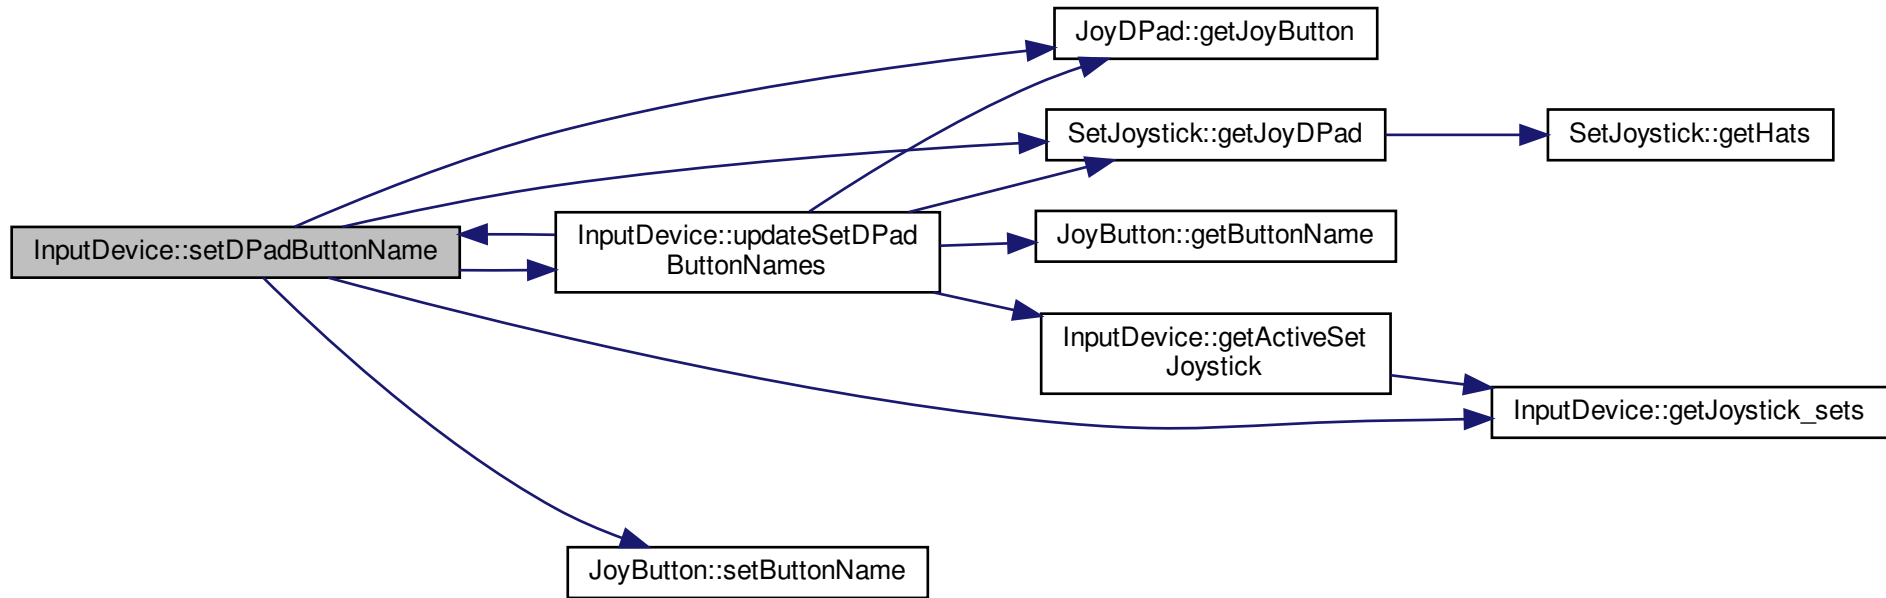 JoyDPad::getJoyButton
SetJoystick::getJoyDPad
SetJoystick::getHats
InputDevice::setDPadButtonName
InputDevice::updateSetDPad
ButtonNames
JoyButton::getButtonName
InputDevice::getActiveSet
Joystick
InputDevice::getJoystick_sets
JoyButton::setButtonName